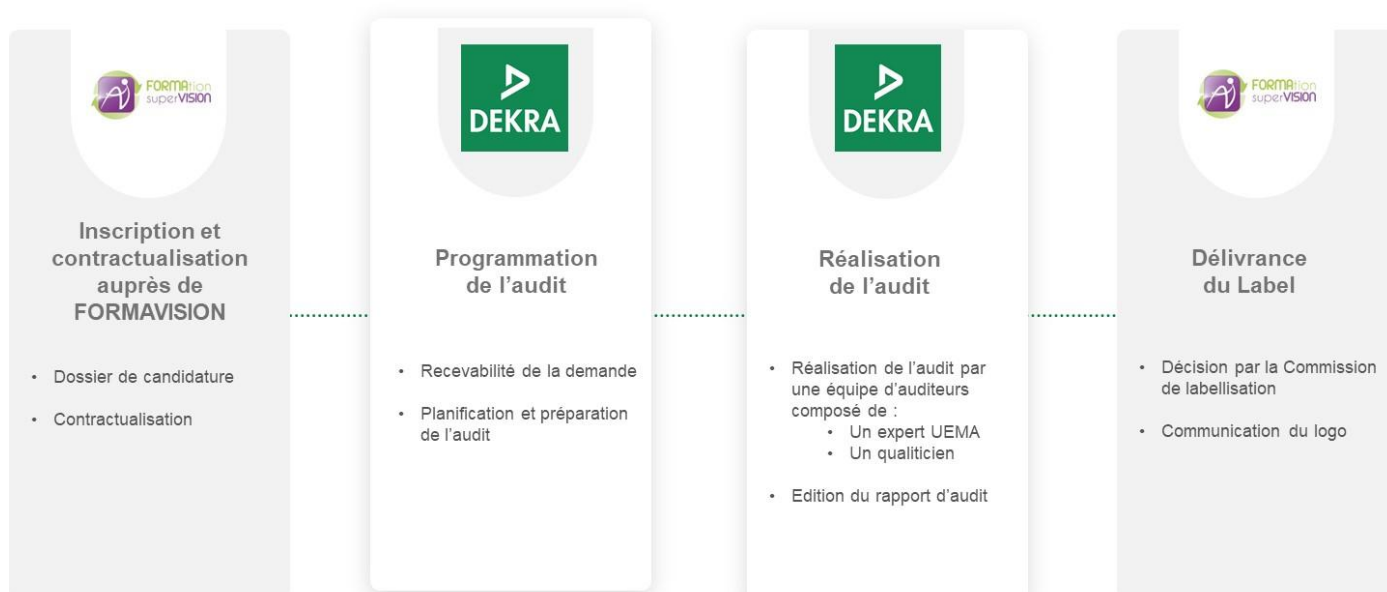 FORMAtion
superVISION
Inscription et
contractualisation
auprès de
FORMAVISION
• Dossier de candidature
• Contractualisation
DEKRA
Programmation
de l’audit
• Recevabilité de la demande
• Planification et préparation
de l’audit
DEKRA
Réalisation
de l’audit
• Réalisation de l’audit par
une équipe d’auditeurs
composé de :
• Un expert UEMA
• Un qualiticien
• Edition du rapport d’audit
FORMAtion
superVISION
Délivrance
du Label
• Décision par la Commission
de labellisation
• Communication du logo